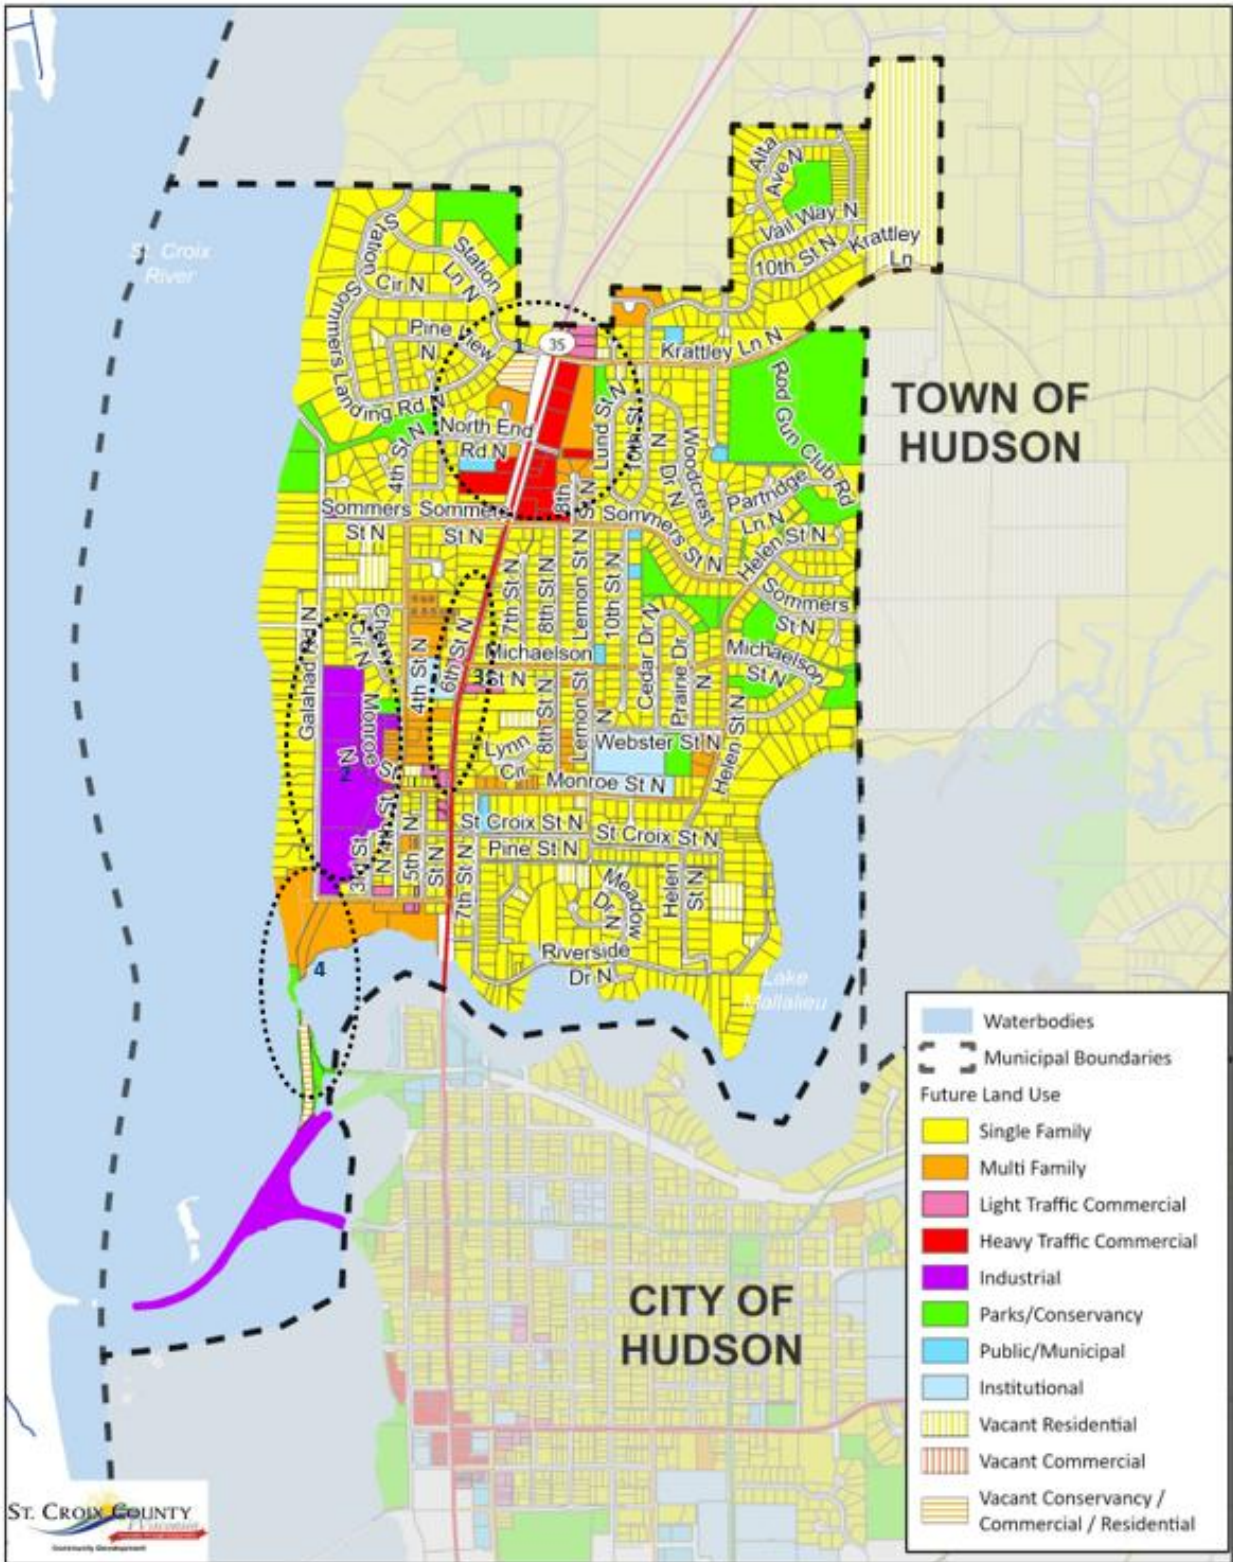 Alta
Ave N
Vail Way N
10th St N
Krattley
Ln
St. Croix
River
Station
Cir N
Station
Ln N
Sommers Landing Rd N
Pine View
N
1
35
Krattley Ln N
TOWN OF
HUDSON
Rod Gun Club Rd
North End
Rd N
4th St N
Lund St N
10th St
N
Woodcrest
Dr N
Partridge
Ln N
8th
St N
Sommers
St N
Sommers
St N
Sommers St N
Helen St N
Sommers
St N
Galahad Rd N
Cherry
Cir N
4th St N
6th St N
7th St N
8th St N
Lemon St N
10th St N
Cedar Dr N
Prairie Dr
N
Michaelson
St N
3
Michaelson
St N
Monroe
St
N
2
Lynn
Cir
8th St N
Lemon St
N
Webster St N
Helen St N
Monroe St N
3rd St
N
St N
5th
St N
7th St N
St Croix St N
St Croix St N
Pine St N
Meadow
Dr N
Helen
St N
Riverside
Dr N
4
Lake
Mallalieu
CITY OF
HUDSON
Waterbodies
Municipal Boundaries
Future Land Use
Single Family
Multi Family
Light Traffic Commercial
Heavy Traffic Commercial
Industrial
Parks/Conservancy
Public/Municipal
Institutional
Vacant Residential
Vacant Commercial
Vacant Conservancy /
Commercial / Residential
ST. CROIX COUNTY
Wisconsin
Community Development